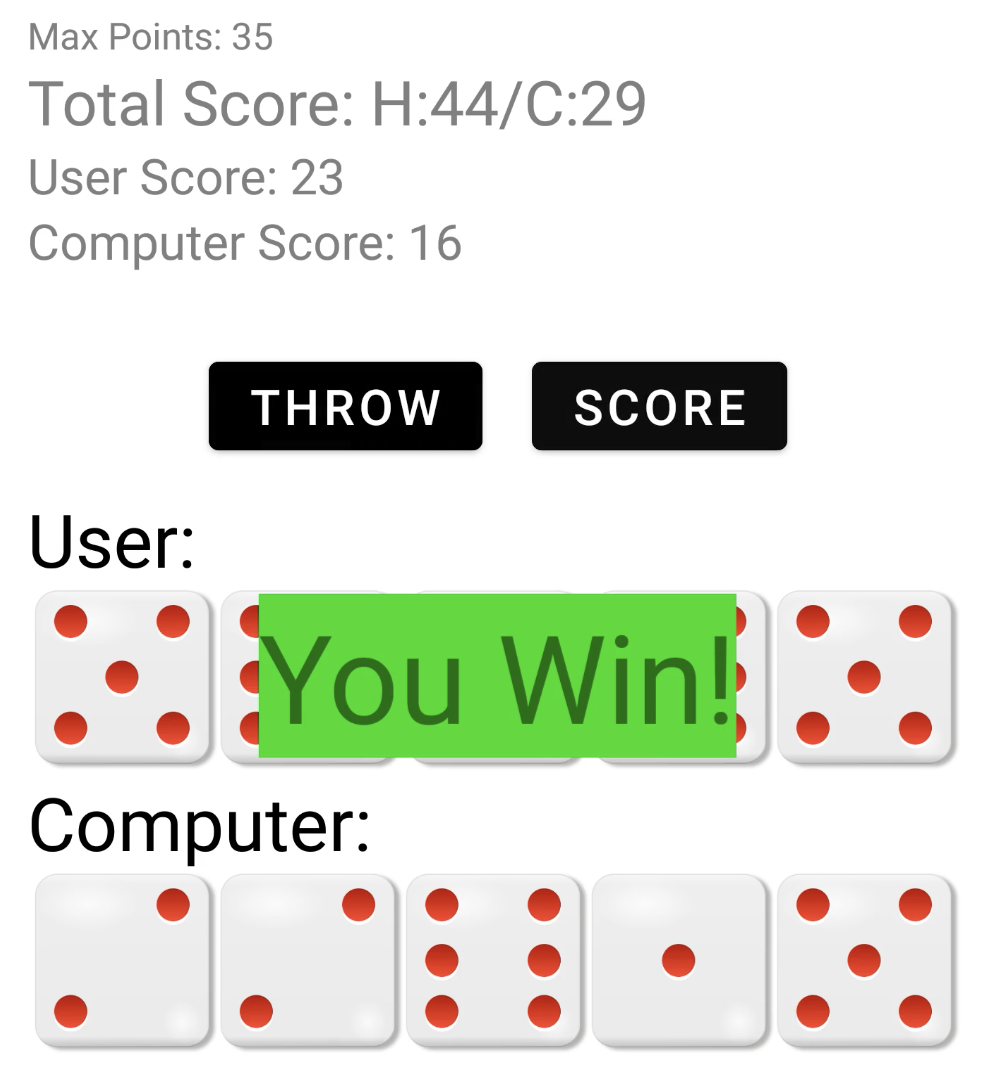 Max Points: 35
Total Score: H:44/C:29
User Score: 23
Computer Score: 16
THROW
SCORE
User:
You Win!
Computer: